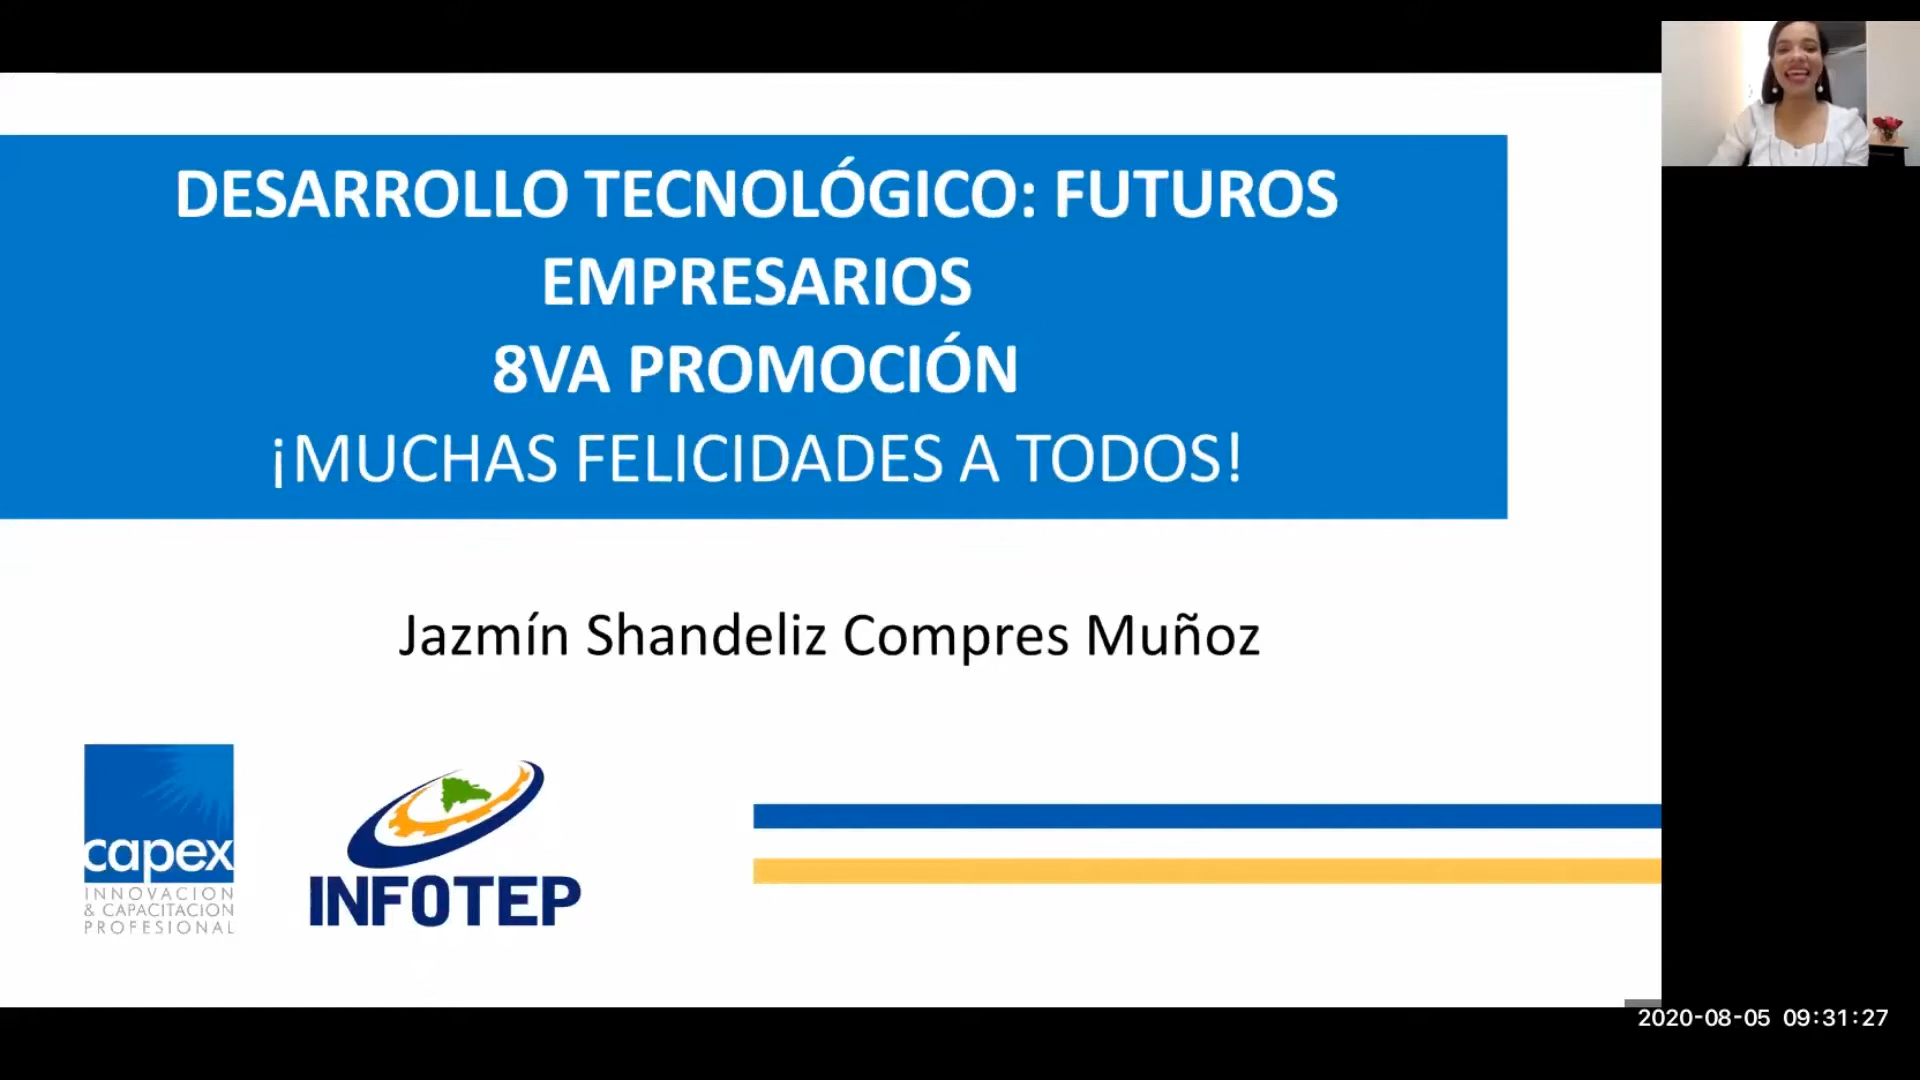 DESARROLLO TECNOLÓGICO: FUTUROS
EMPRESARIOS
8VA PROMOCIÓN
¡MUCHAS FELICIDADES A TODOS!
Jazmín Shandeliz Compres Muñoz
capex
INNOVACION
& CAPACITACION
PROFESIONAL
INFOTEP
2020-08-05 09:31:27